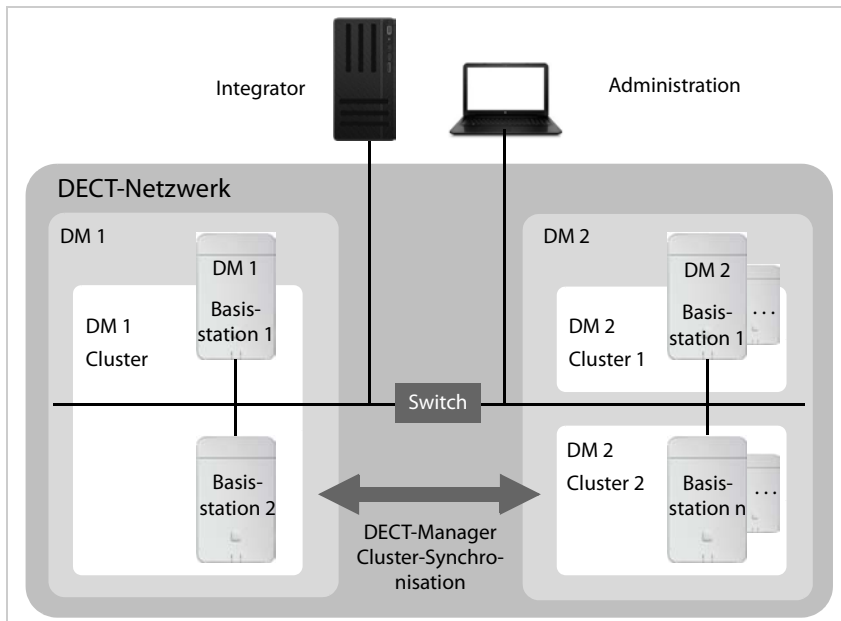 Integrator
Administration
DECT-Netzwerk
DM 1
DM 1
Basis-
station 1
DM 1
Cluster
Basis-
station 2
DM 2
DM 2
Basis-
station 1
...
DM 2
Cluster 1
Switch
DM 2
Cluster 2
Basis-
station n
...
DECT-Manager
Cluster-Synchro-
nisation